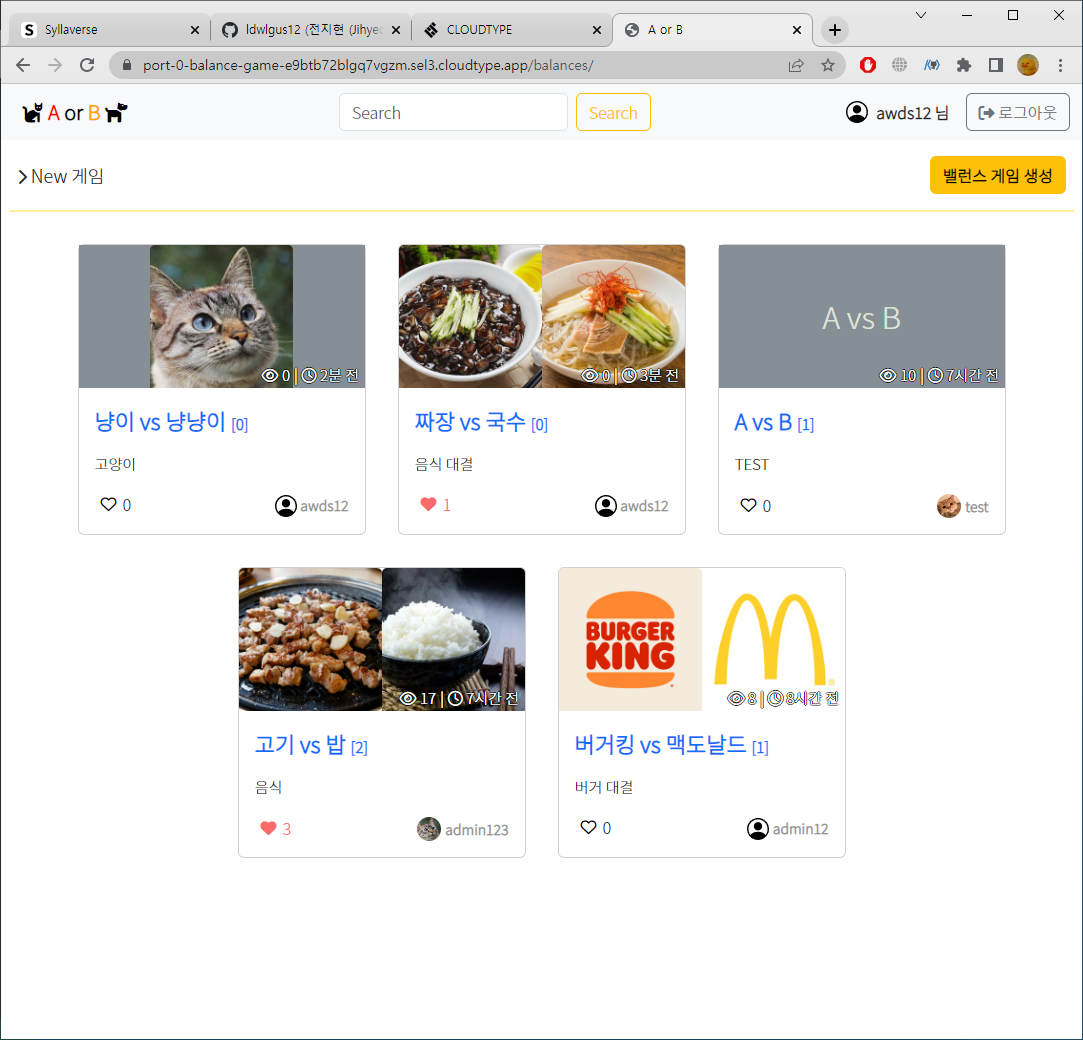 Syllaverse
ldwlgus12 (전지현 (Jihyeo
CLOUDTYPE
A or B
port-0-balance-game-e9btb72blgq7vgzm.sel3.cloudtype.app/balances/
A or B
Search
Search
awds12 님
로그아웃
New 게임
밸런스 게임 생성
0 | 2분 전
0 | 3분 전
A vs B
10 | 7시간 전
냥이 vs 냥냥이 [0]
짜장 vs 국수 [0]
A vs B [1]
고양이
음식 대결
TEST
0
awds12
1
awds12
0
test
17 | 7시간 전
BURGER
KING
8 | 8시간 전
고기 vs 밥 [2]
버거킹 vs 맥도날드 [1]
음식
버거 대결
3
admin123
0
admin12